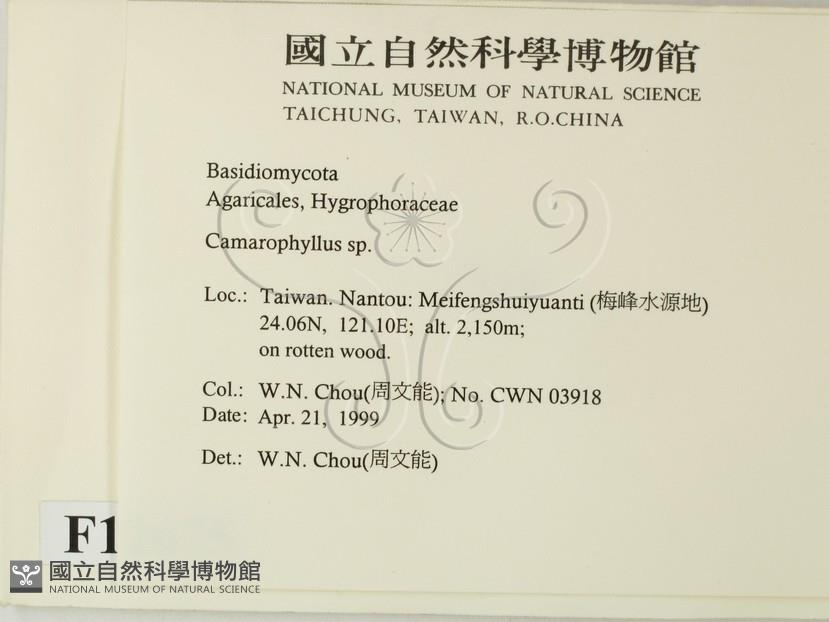 國立自然科學博物館
NATIONAL MUSEUM OF NATURAL SCIENCE
TAICHUNG, TAIWAN, R.O.CHINA
Basidiomycota
Agaricales, Hygrophoraceae
Camarophyllus sp.
Loc.: Taiwan. Nantou: Meifengshuiyuanti (梅峰水源地)
24.06N, 121.10E; alt. 2,150m;
on rotten wood.
Col.: W.N. Chou(周文能); No. CWN 03918
Date: Apr. 21, 1999
Det.: W.N. Chou(周文能)
F1
國立自然科學博物館
NATIONAL MUSEUM OF NATURAL SCIENCE